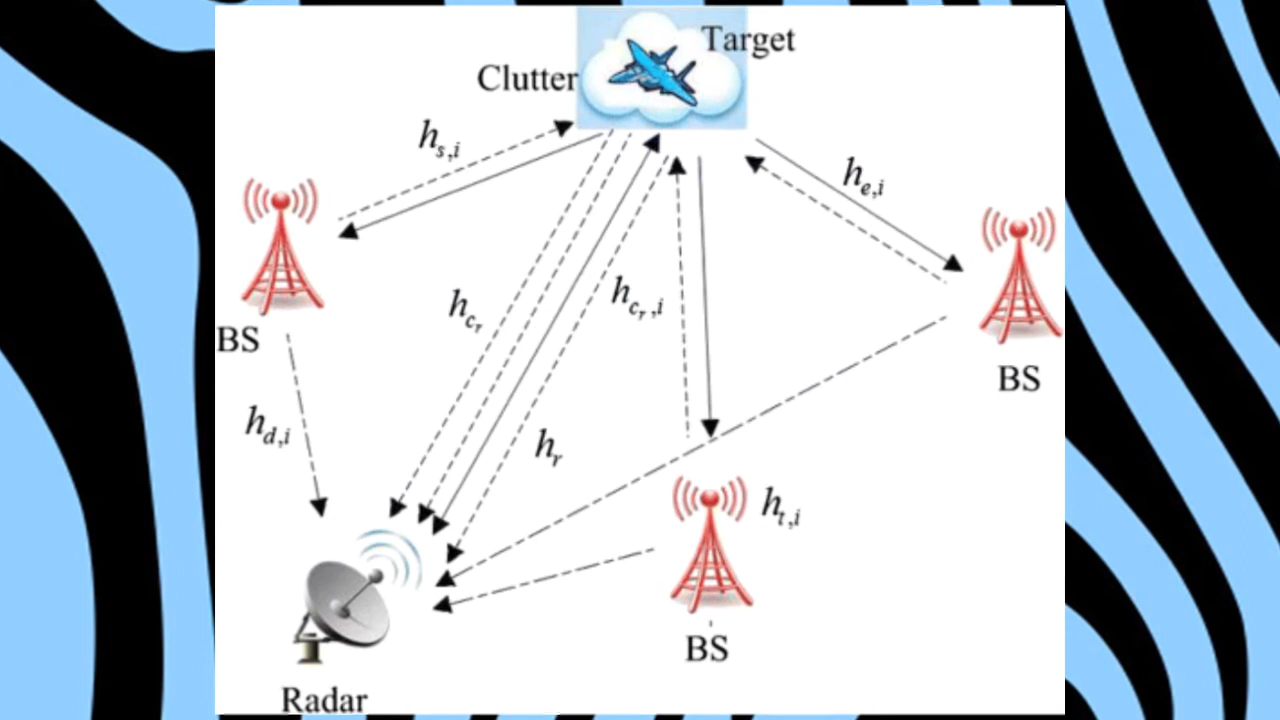 Target
Clutter
h_{s,i}
h_{e,i}
h_{c_r}
h_{c_r,i}
BS
BS
h_{d,i}
h_r
h_{t,i}
BS
Radar